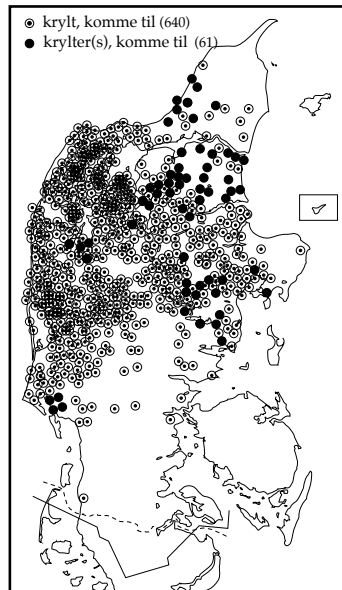 krylt, komme til (640)
krylter(s), komme til (61)